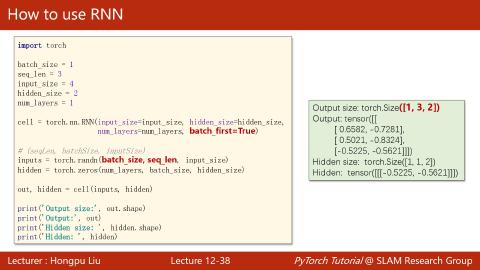 How to use RNN
import torch
batch_size = 1
seq_len = 3
input_size = 4
hidden_size = 2
num_layers = 1
cell = torch.nn.RNN(input_size=input_size, hidden_size=hidden_size,
num_layers=num_layers, batch_first=True)
# (seqLen, batchSize, inputSize)
inputs = torch.randn(batch_size, seq_len, input_size)
hidden = torch.zeros(num_layers, batch_size, hidden_size)
out, hidden = cell(inputs, hidden)
print('Output size:', out.shape)
print('Output:', out)
print('Hidden size: ', hidden.shape)
print('Hidden: ', hidden)
Output size: torch.Size([1, 3, 2])
Output: tensor([[
[ 0.6582, -0.7281],
[ 0.5021, -0.8324],
[-0.5225, -0.5621]]])
Hidden size: torch.Size([1, 1, 2])
Hidden: tensor([[[-0.5225, -0.5621]]])
Lecturer : Hongpu Liu
Lecture 12-38
PyTorch Tutorial @ SLAM Research Group